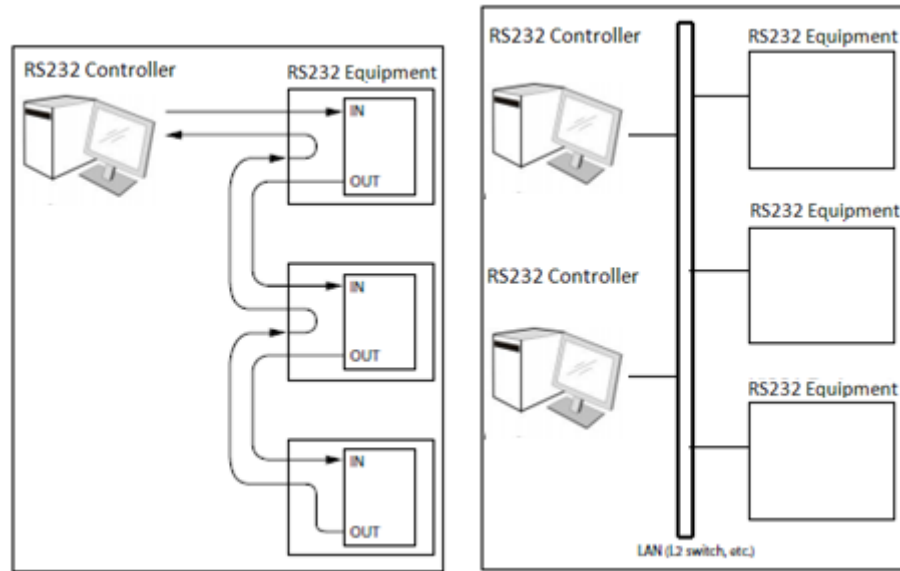 RS232 Controller
RS232 Equipment
IN
OUT
IN
OUT
IN
OUT
RS232 Controller
RS232 Equipment
RS232 Equipment
RS232 Controller
RS232 Equipment
LAN (L2 switch, etc.)